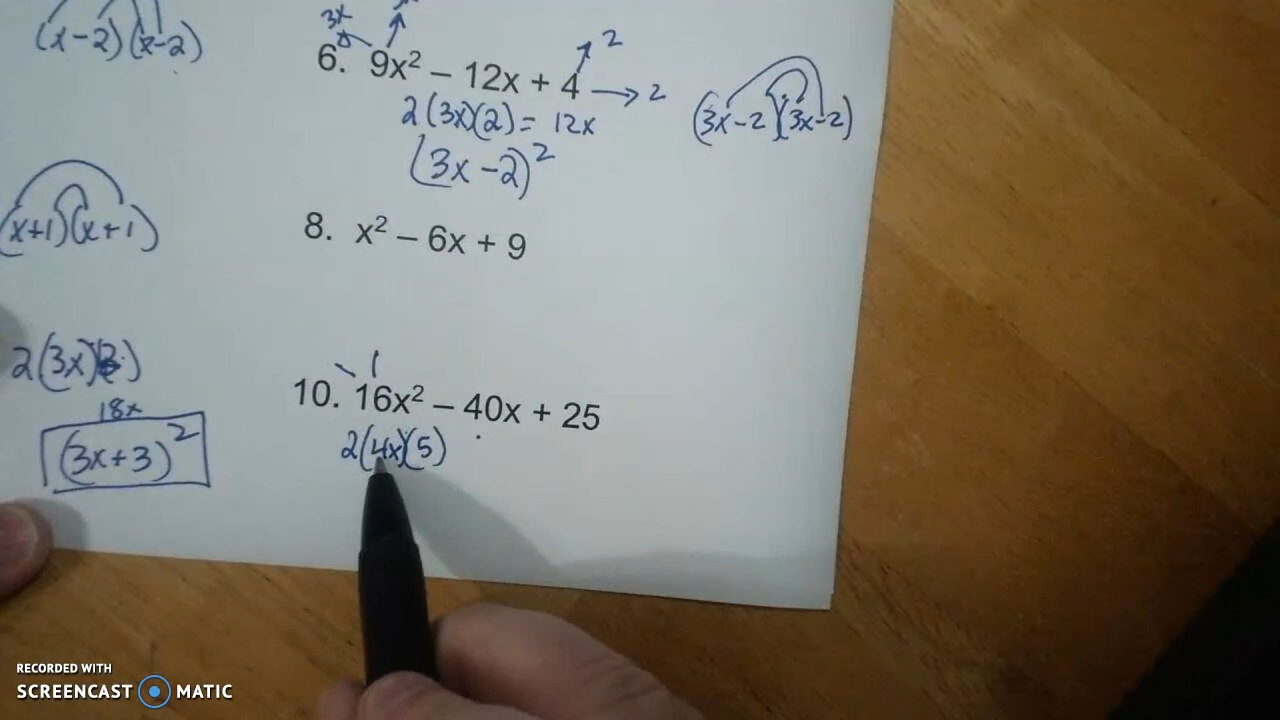 (x-2)(x-2)
3x
6. 9x² – 12x + 4 → 2
2
2(3x)(2) = 12x
(3x-2)²
(3x-2)(3x-2)
(x+1)(x+1)
8. x² – 6x + 9
2(3x)(3)
18x
(3x+3)²
10. 16x² – 40x + 25
2(4x)(5)
RECORDED WITH
SCREENCAST MATIC